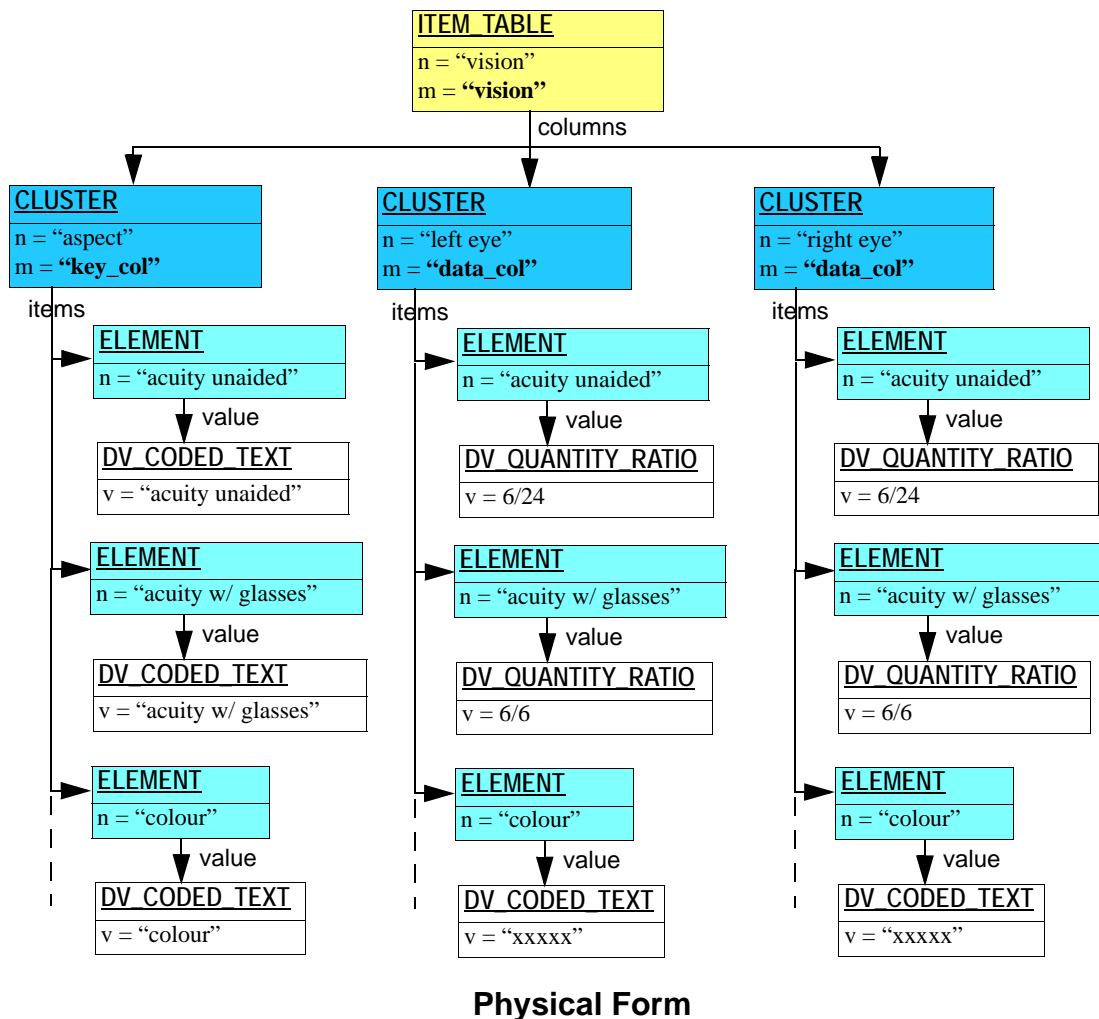 ITEM_TABLE
n = “vision”
m = “vision”
columns
CLUSTER
n = “aspect”
m = “key_col”
items
ELEMENT
n = “acuity unaided”
value
DV_CODED_TEXT
v = “acuity unaided”
ELEMENT
n = “acuity w/ glasses”
value
DV_CODED_TEXT
v = “acuity w/ glasses”
ELEMENT
n = “colour”
value
DV_CODED_TEXT
v = “colour”
CLUSTER
n = “left eye”
m = “data_col”
items
ELEMENT
n = “acuity unaided”
value
DV_QUANTITY_RATIO
v = 6/24
ELEMENT
n = “acuity w/ glasses”
value
DV_QUANTITY_RATIO
v = 6/6
ELEMENT
n = “colour”
value
DV_CODED_TEXT
v = “xxxxx”
CLUSTER
n = “right eye”
m = “data_col”
items
ELEMENT
n = “acuity unaided”
value
DV_QUANTITY_RATIO
v = 6/24
ELEMENT
n = “acuity w/ glasses”
value
DV_QUANTITY_RATIO
v = 6/6
ELEMENT
n = “colour”
value
DV_CODED_TEXT
v = “xxxxx”
Physical Form